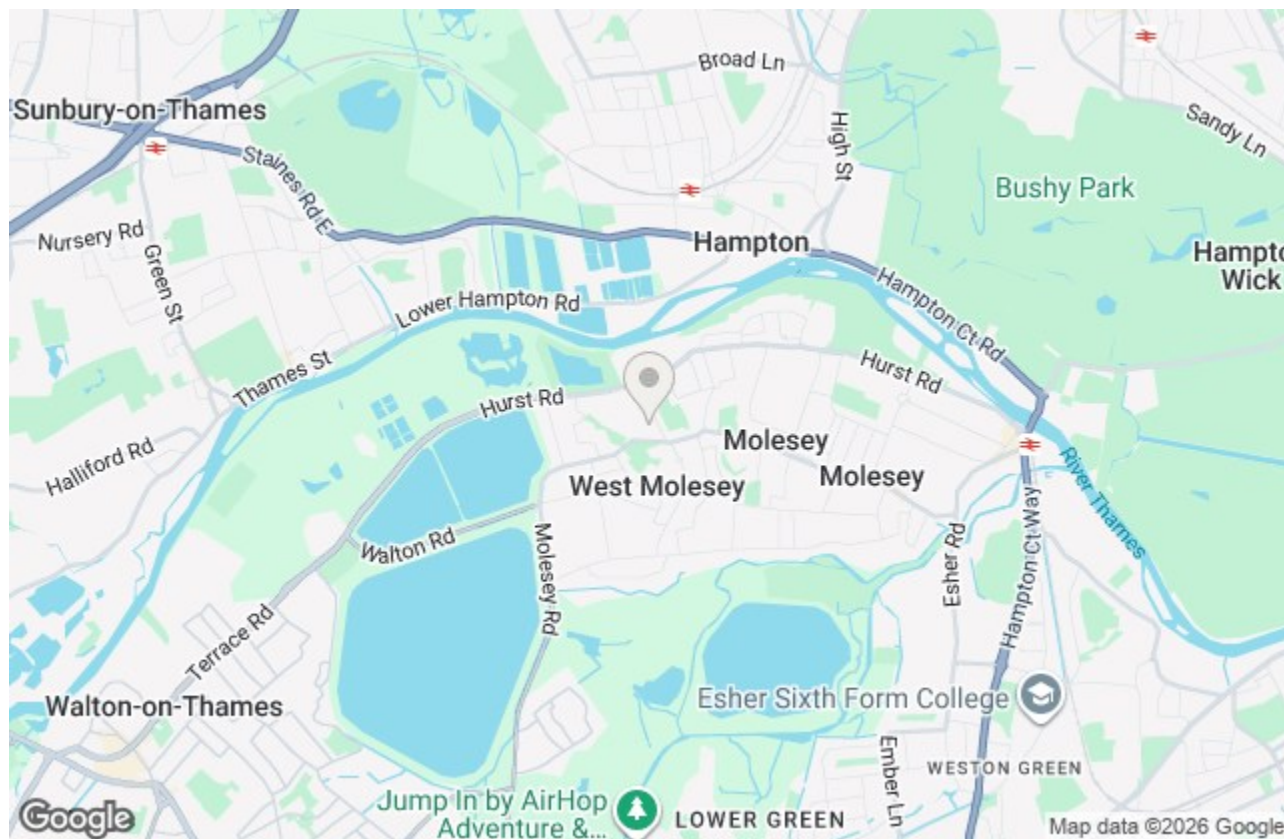 Broad Ln
Sunbury-on-Thames
Sandy Ln
High St
Staines Rd E
Bushy Park
Nursery Rd
Green St
Hampton
Hampto
Wick
Lower Hampton Rd
Hampton Ct Rd
Thames St
Hurst Rd
Hurst Rd
Halliford Rd
Molesey
West Molesey
Molesey
River Thames
Walton Rd
Molesey Rd
Esher Rd
Hampton Ct Way
Terrace Rd
Walton-on-Thames
Esher Sixth Form College
Ember Ln
WESTON GREEN
Jump In by AirHop
Adventure &...
LOWER GREEN
Google
Map data ©2026 Google